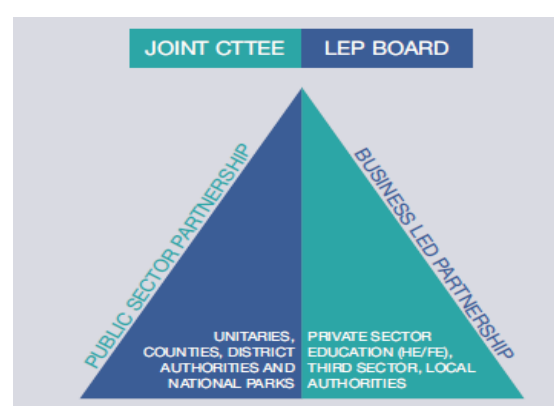 JOINT CTTEE
LEP BOARD
PUBLIC SECTOR PARTNERSHIP
BUSINESS LED PARTNERSHIP
UNITARIES,
COUNTIES, DISTRICT
AUTHORITIES AND
NATIONAL PARKS
PRIVATE SECTOR
EDUCATION (HE/FE),
THIRD SECTOR, LOCAL
AUTHORITIES